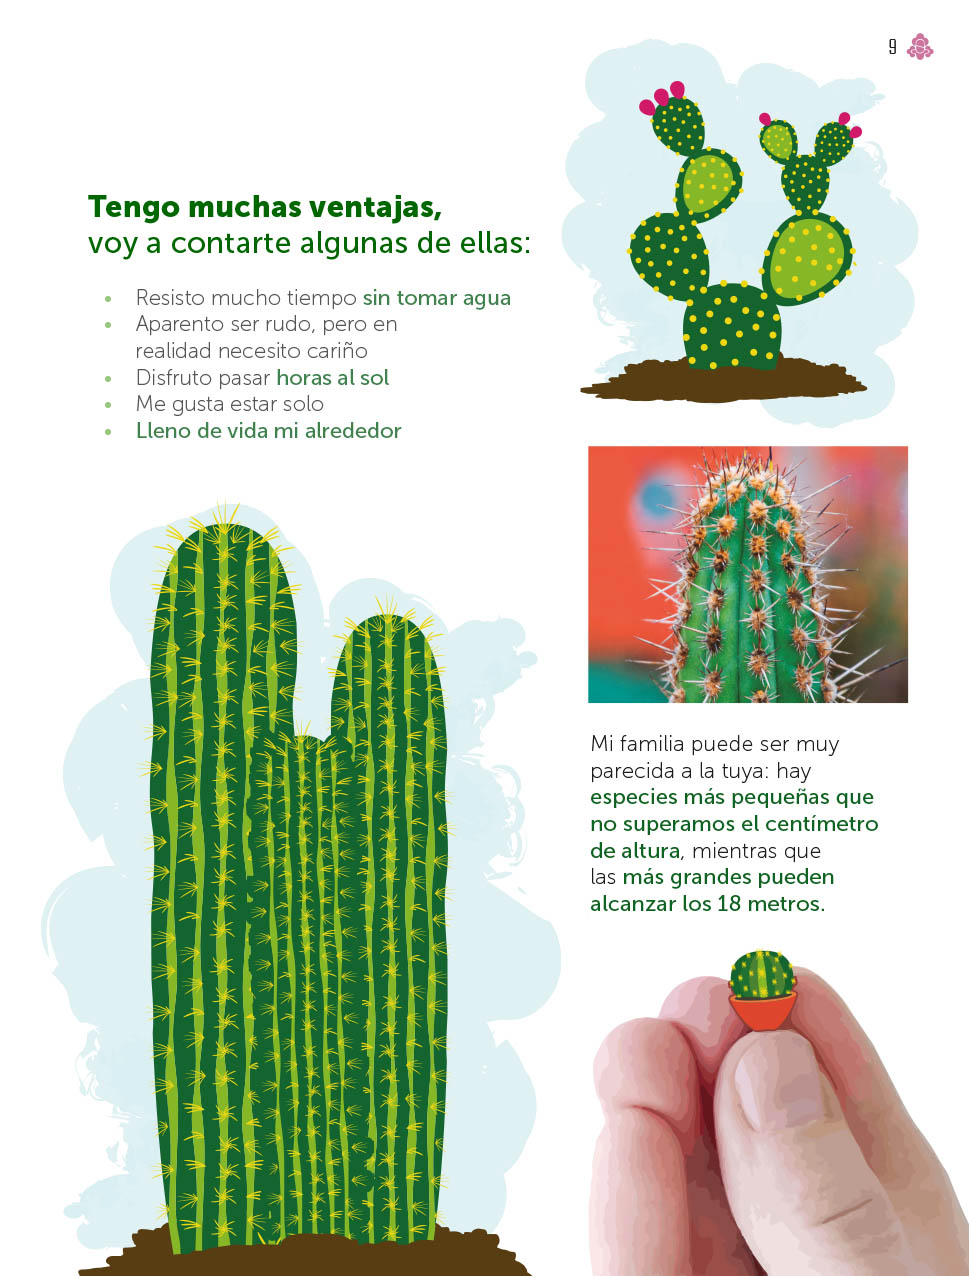 9
Tengo muchas ventajas,
voy a contarte algunas de ellas:
• Resisto mucho tiempo sin tomar agua
• Aparento ser rudo, pero en
realidad necesito cariño
• Disfruto pasar horas al sol
• Me gusta estar solo
• Lleno de vida mi alrededor
Mi familia puede ser muy
parecida a la tuya: hay
especies más pequeñas que
no superamos el centímetro
de altura, mientras que
las más grandes pueden
alcanzar los 18 metros.